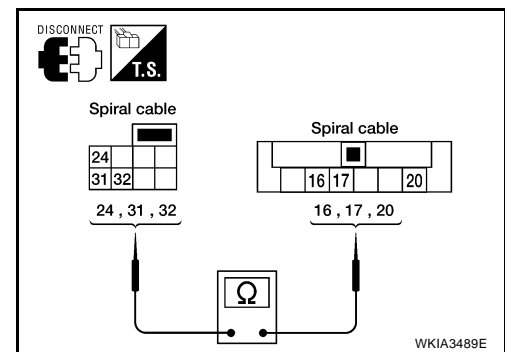 DISCONNECT
T.S.
Spiral cable
Spiral cable
24
31 32
16 17 20
24 , 31 , 32
16 , 17 , 20
Ω
WKIA3489E